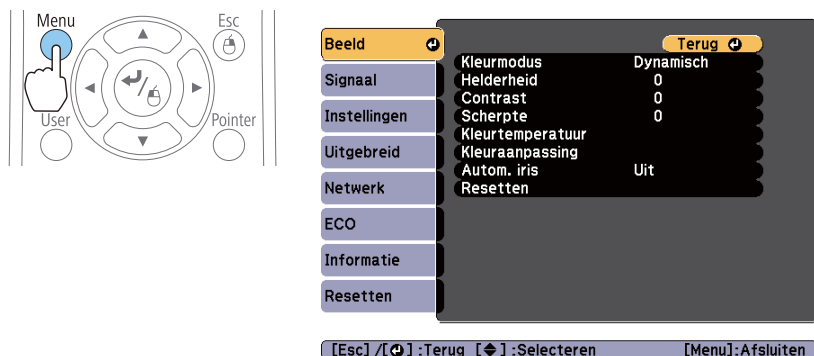 Menu
Esc
User
Pointer
Beeld
Signaal
Instellingen
Uitgebreid
Netwerk
ECO
Informatie
Resetten
Terug
Kleurmodus Dynamisch
Helderheid 0
Contrast 0
Scherpte 0
Kleurtemperatuur
Kleuraanpassing
Autom. iris Uit
Resetten
[Esc] /[⏎] :Terug [◆] :Selecteren [Menu]:Afsluiten